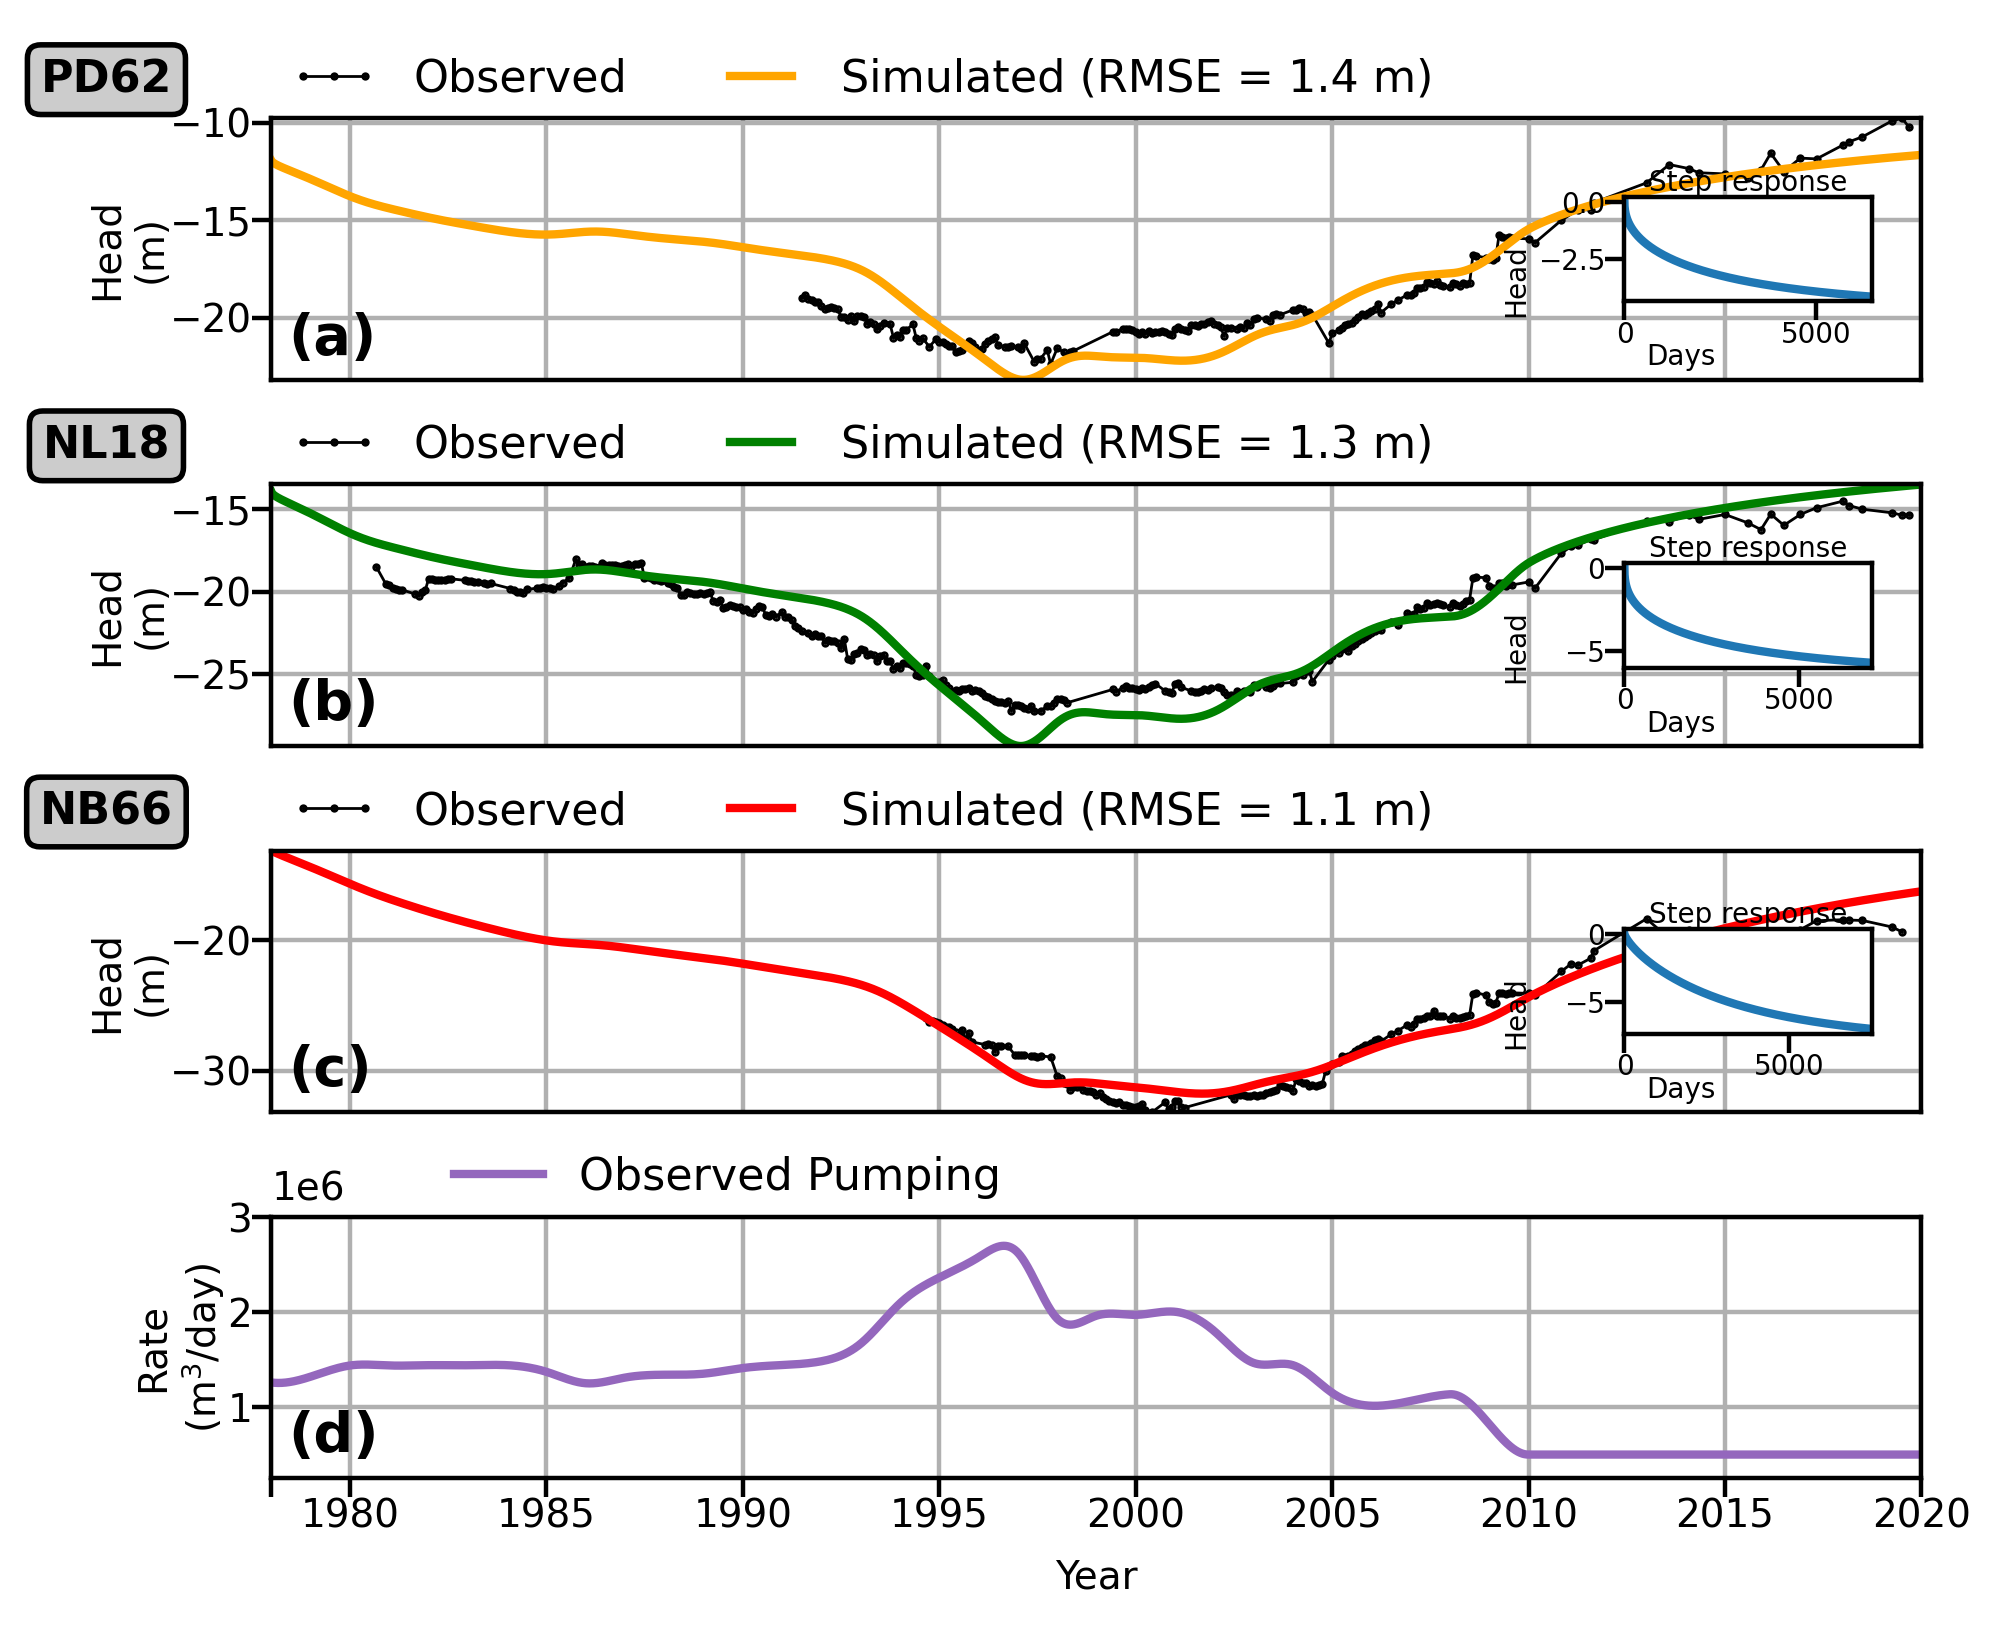 PD62
Observed
Simulated (RMSE = 1.4 m)
−10
−15
−20
Head
(m)
(a)
Step response
0.0
−2.5
Head
0
5000
Days
NL18
Observed
Simulated (RMSE = 1.3 m)
−15
−20
−25
Head
(m)
(b)
Step response
0
−5
Head
0
5000
Days
NB66
Observed
Simulated (RMSE = 1.1 m)
−20
−30
Head
(m)
(c)
Step response
0
−5
Head
0
5000
Days
1e6
Observed Pumping
3
2
1
Rate
(m³/day)
(d)
1980 1985 1990 1995 2000 2005 2010 2015 2020
Year